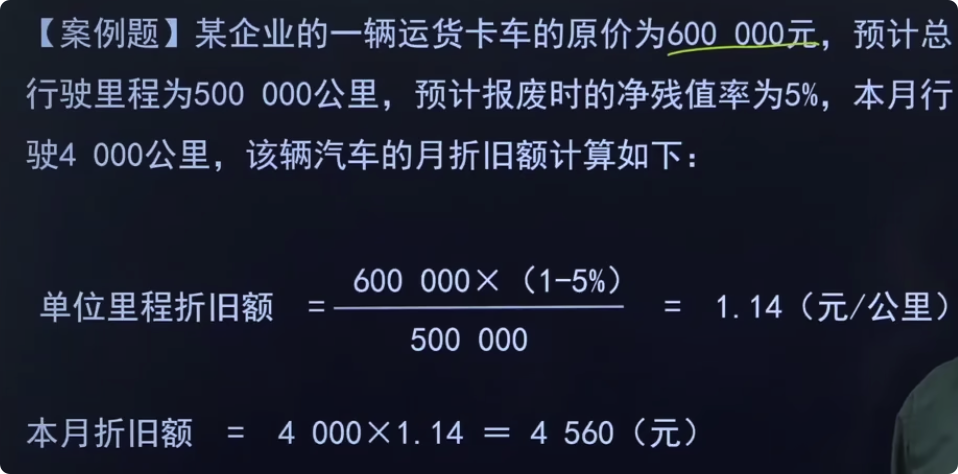 【案例题】某企业的一辆运货卡车的原价为600 000元，预计总
行驶里程为500 000公里，预计报废时的净残值率为5%，本月行
驶4 000公里，该辆汽车的月折旧额计算如下：
600 000×（1-5%）
单位里程折旧额 = = 1.14（元/公里）
500 000
本月折旧额 = 4 000×1.14 = 4 560（元）